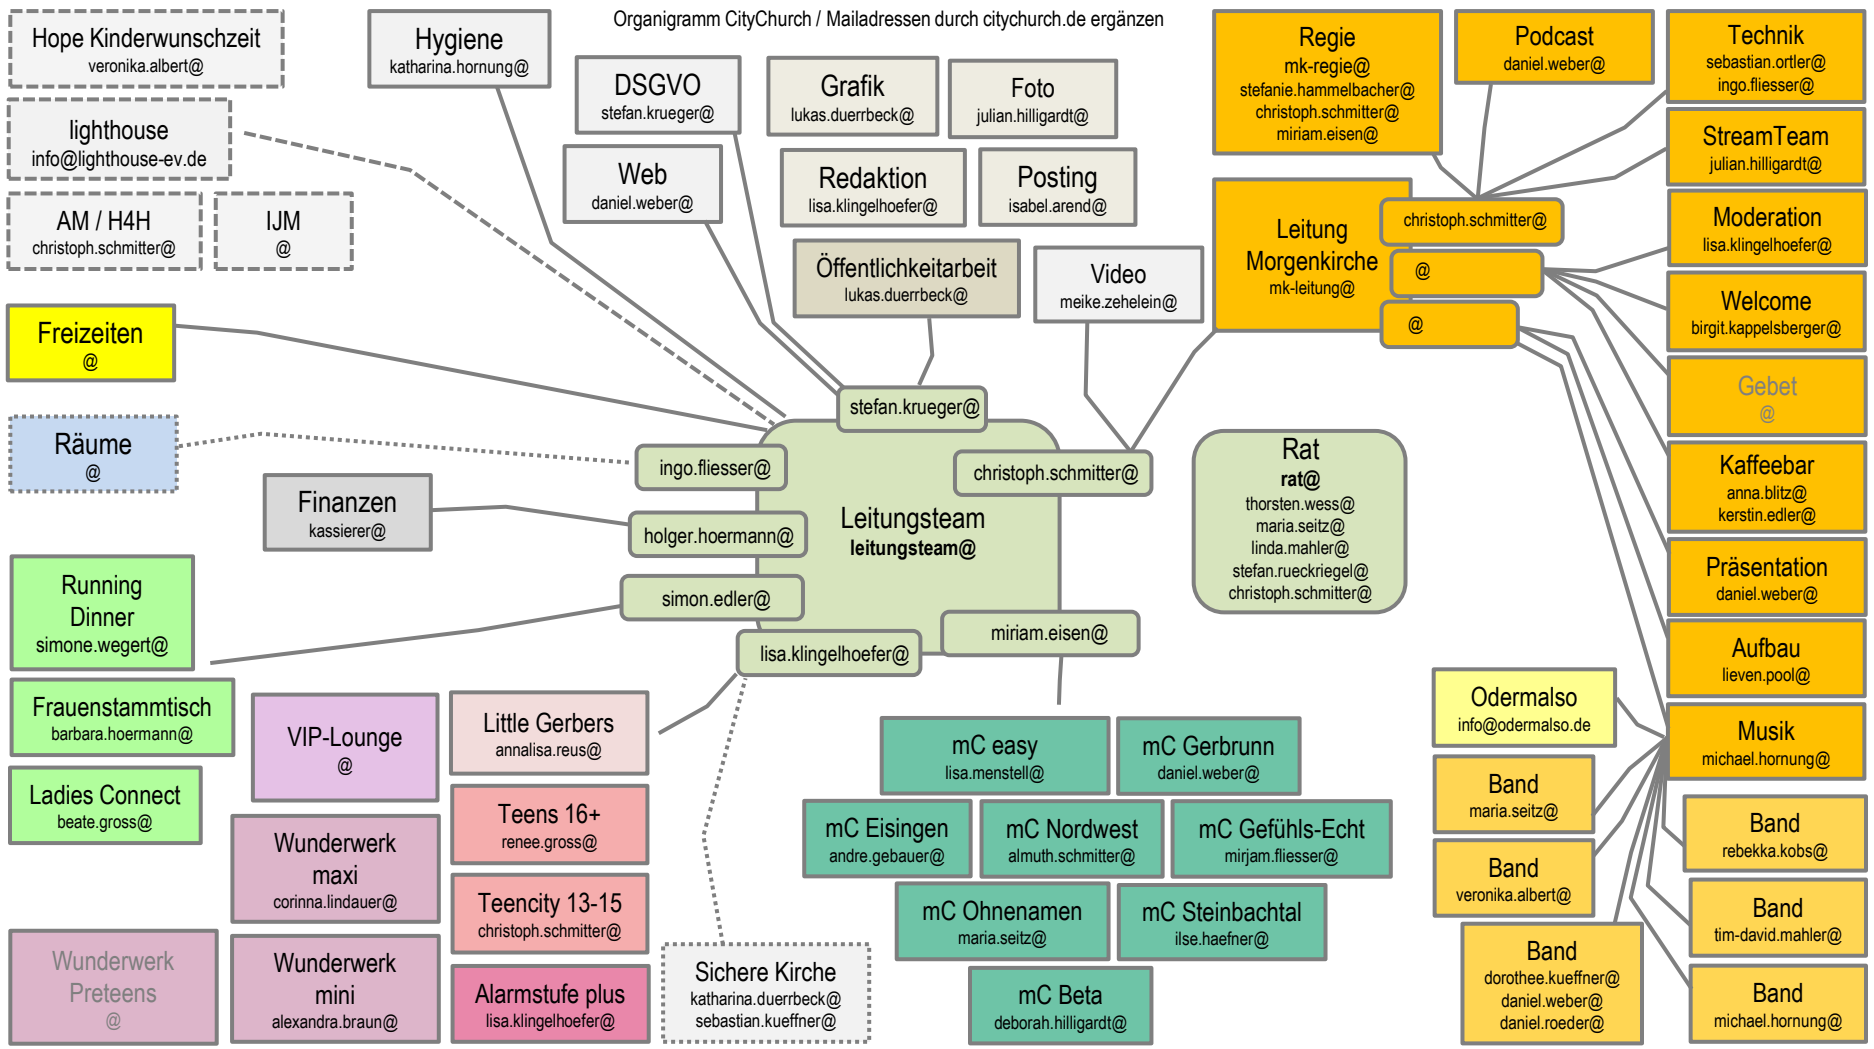 Organigramm CityChurch / Mailadressen durch citychurch.de ergänzen
Hope Kinderwunschzeit
veronika.albert@
lighthouse
info@lighthouse-ev.de
AM / H4H
christoph.schmitter@
IJM
@
Hygiene
katharina.hornung@
DSGVO
stefan.krueger@
Web
daniel.weber@
Grafik
lukas.duerrbeck@
Foto
julian.hilligardt@
Redaktion
lisa.klingelhoefer@
Posting
isabel.arend@
Öffentlichkeitarbeit
lukas.duerrbeck@
Video
meike.zehelein@
Regie
mk-regie@
stefanie.hammelbacher@
christoph.schmitter@
miriam.eisen@
Podcast
daniel.weber@
Technik
sebastian.ortler@
ingo.fliesser@
StreamTeam
julian.hilligardt@
Leitung
Morgenkirche
mk-leitung@
christoph.schmitter@
@
@
Moderation
lisa.klingelhoefer@
Welcome
birgit.kappelsberger@
Gebet
@
Kaffeebar
anna.blitz@
kerstin.edler@
Präsentation
daniel.weber@
Aufbau
lieven.pool@
Musik
michael.hornung@
Freizeiten
@
Räume
@
Finanzen
kassierer@
stefan.krueger@
ingo.fliesser@
christoph.schmitter@
holger.hoermann@
Leitungsteam
leitungsteam@
simon.edler@
miriam.eisen@
lisa.klingelhoefer@
Rat
rat@
thorsten.wess@
maria.seitz@
linda.mahler@
stefan.rueckriegel@
christoph.schmitter@
Running
Dinner
simone.wegert@
Frauenstammtisch
barbara.hoermann@
Ladies Connect
beate.gross@
VIP-Lounge
@
Wunderwerk
maxi
corinna.lindauer@
Wunderwerk
Preteens
@
Wunderwerk
mini
alexandra.braun@
Little Gerbers
annalisa.reus@
Teens 16+
renee.gross@
Teencity 13-15
christoph.schmitter@
Alarmstufe plus
lisa.klingelhoefer@
Sichere Kirche
katharina.duerrbeck@
sebastian.kueffner@
mC easy
lisa.menstell@
mC Gerbrunn
daniel.weber@
mC Eisingen
andre.gebauer@
mC Nordwest
almuth.schmitter@
mC Gefühls-Echt
mirjam.fliesser@
mC Ohnenamen
maria.seitz@
mC Steinbachtal
ilse.haefner@
mC Beta
deborah.hilligardt@
Odermalso
info@odermalso.de
Band
maria.seitz@
Band
veronika.albert@
Band
dorothee.kueffner@
daniel.weber@
daniel.roeder@
Band
rebekka.kobs@
Band
tim-david.mahler@
Band
michael.hornung@